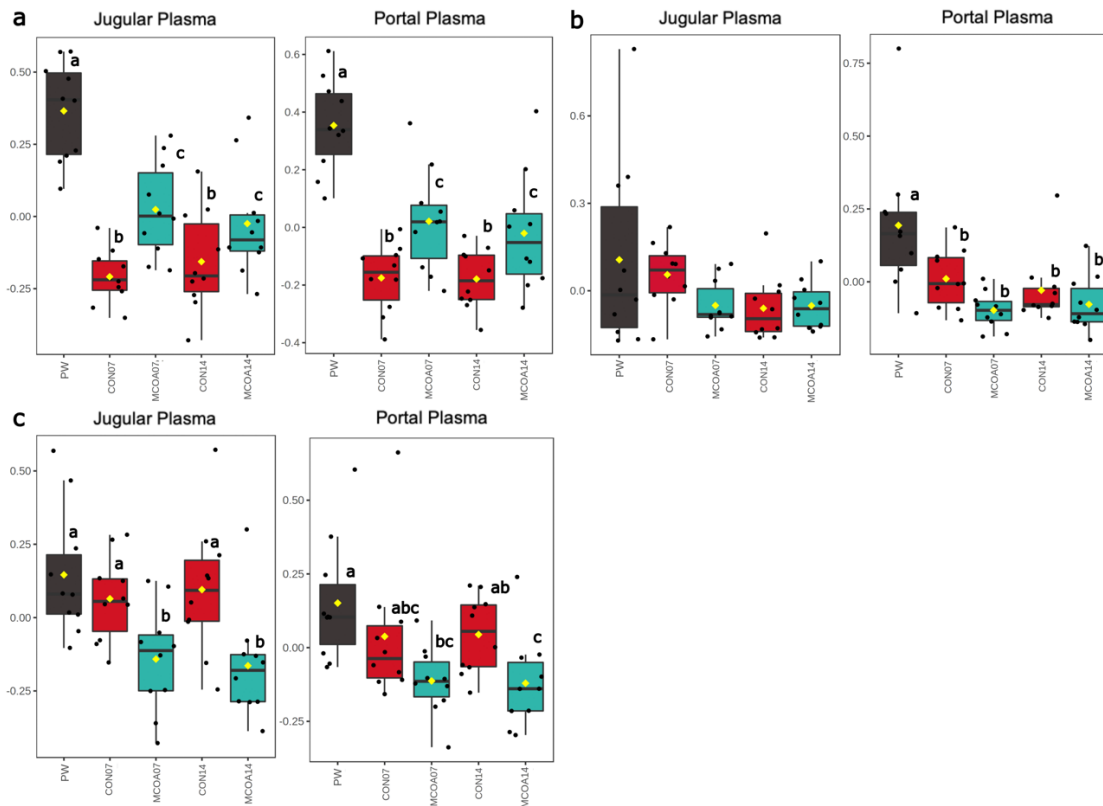 a
Jugular Plasma
Portal Plasma
0.50
0.25
0.00
-0.25
a
b
c
b
c
PW
CON07
MCOA07
CON14
MCOA14
0.6
0.4
0.2
-0.0
-0.2
-0.4
a
b
c
b
c
PW
CON07
MCOA07
CON14
MCOA14
b
Jugular Plasma
Portal Plasma
0.6
0.3
0.0
PW
CON07
MCOA07
CON14
MCOA14
0.75
0.50
0.25
0.00
a
b
b
b
b
PW
CON07
MCOA07
CON14
MCOA14
c
Jugular Plasma
Portal Plasma
0.50
0.25
0.00
-0.25
a
a
b
a
b
PW
CON07
MCOA07
CON14
MCOA14
0.50
0.25
0.00
-0.25
a
abc
bc
ab
c
PW
CON07
MCOA07
CON14
MCOA14